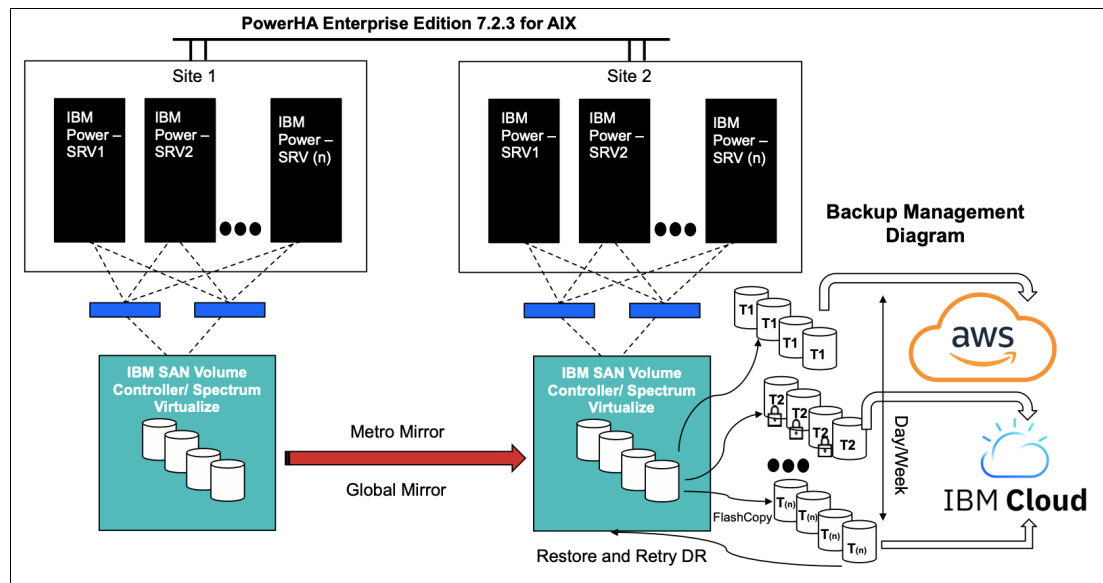 PowerHA Enterprise Edition 7.2.3 for AIX
Site 1
IBM
Power –
SRV1
IBM
Power –
SRV2
IBM
Power –
SRV (n)
Site 2
IBM
Power –
SRV1
IBM
Power –
SRV2
IBM
Power –
SRV (n)
IBM SAN Volume
Controller/ Spectrum
Virtualize
Metro Mirror
Global Mirror
IBM SAN Volume
Controller/ Spectrum
Virtualize
Backup Management
Diagram
T1
T1
T1
T1
T2
T2
T2
T2
T(n)
T(n)
T(n)
T(n)
FlashCopy
Day/Week
aws
IBM Cloud
Restore and Retry DR